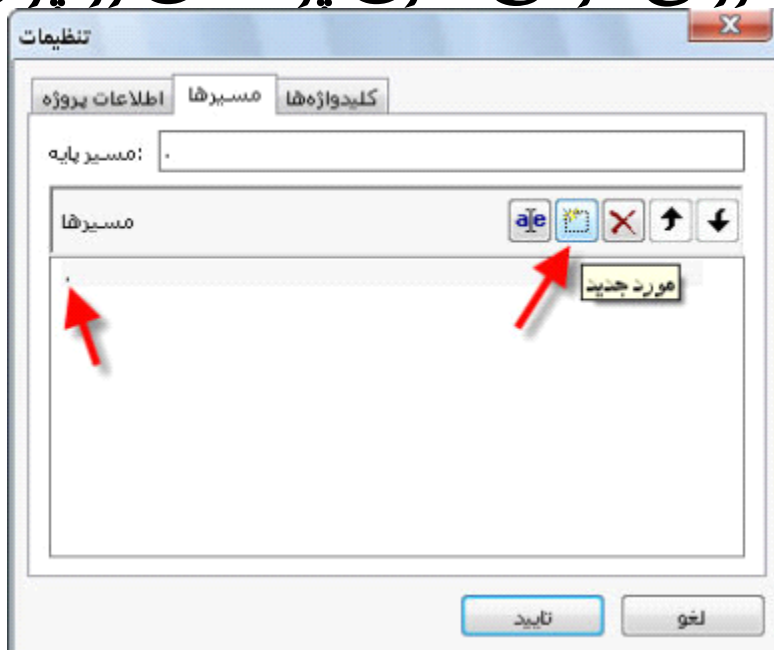 تنظیمات
اطلاعات پروژه مسیرها کلیدواژه‌ها
مسیر پایه: .
مسیرها
مورد جدید
.
تایید لغو